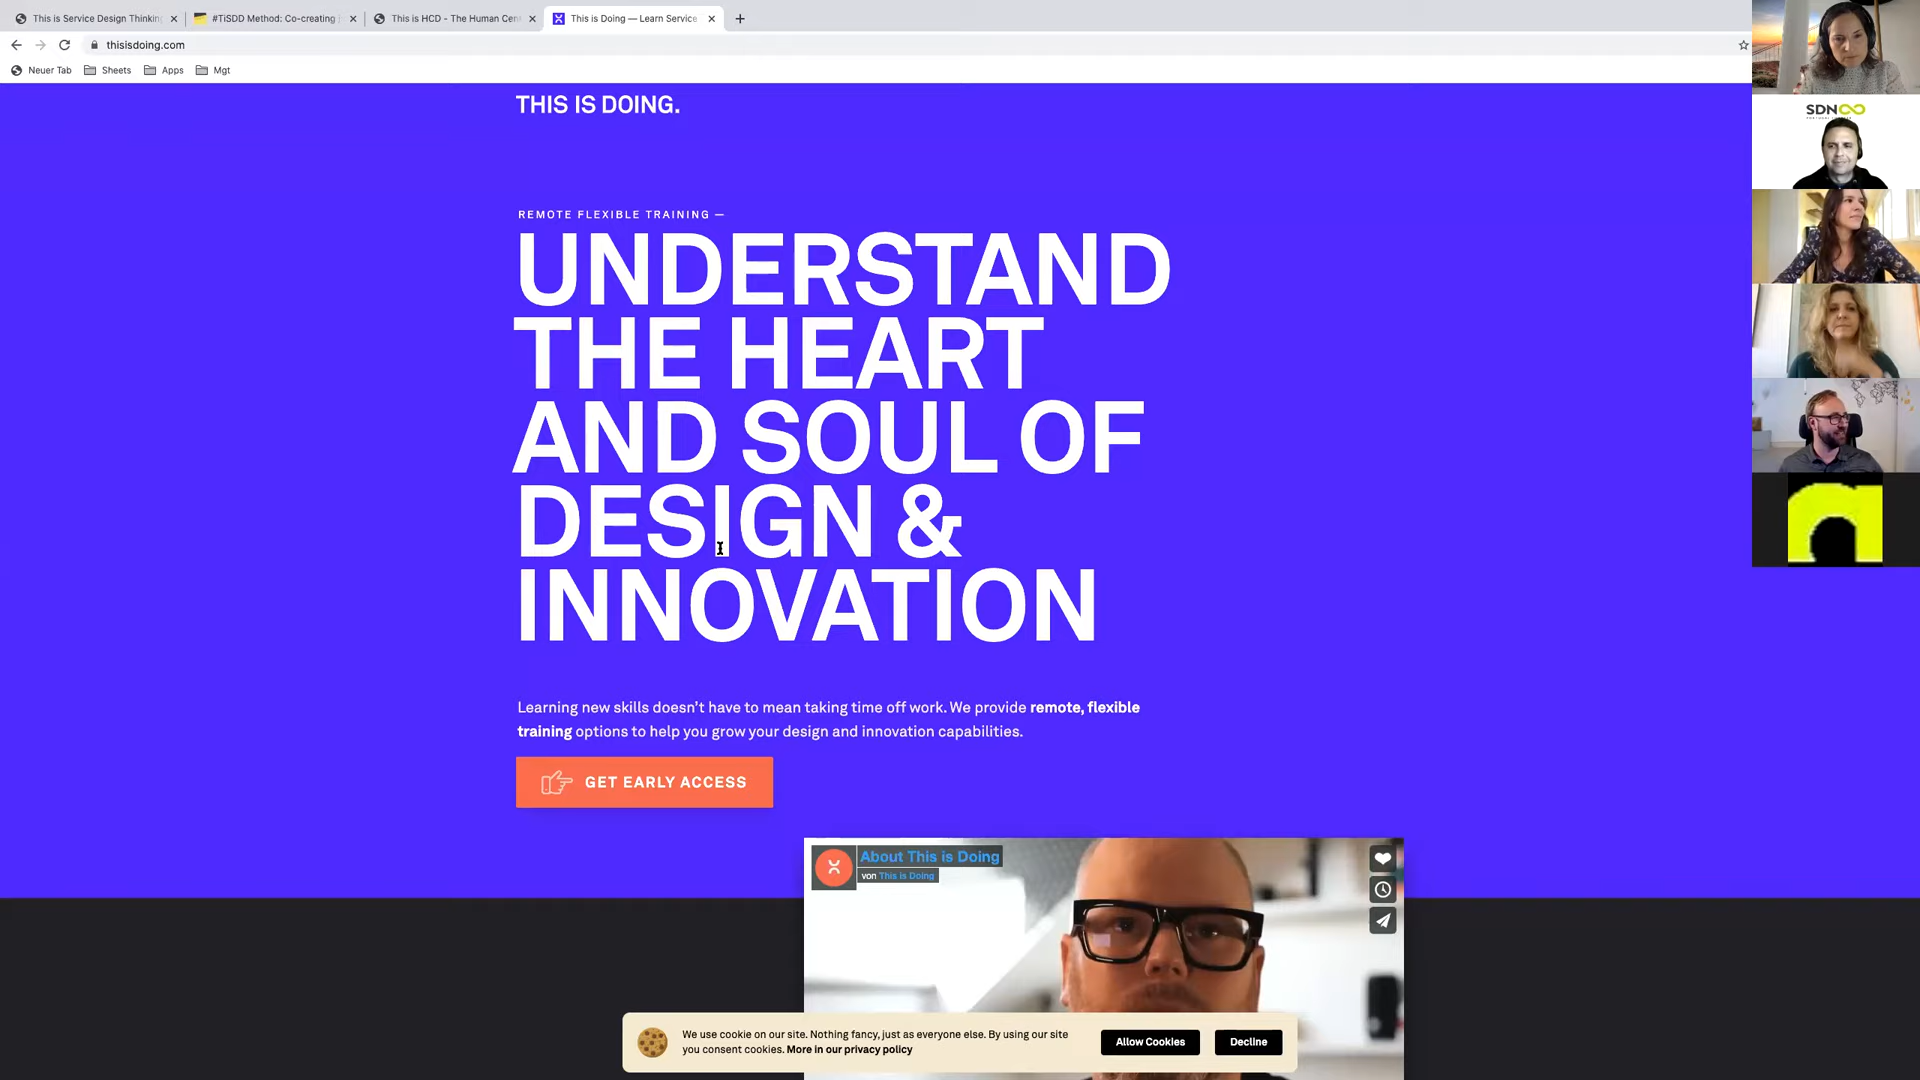 This is Service Design Thinkin
#TiSDD Method: Co-creating
This is HCD - The Human Cen
This is Doing — Learn Service
thisisdoing.com
Neuer Tab
Sheets
Apps
Mgt
THIS IS DOING.
REMOTE FLEXIBLE TRAINING —
UNDERSTAND
THE HEART
AND SOUL OF
DESIGN &
INNOVATION
Learning new skills doesn't have to mean taking time off work. We provide remote, flexible
training options to help you grow your design and innovation capabilities.
GET EARLY ACCESS
About This is Doing
von This is Doing
We use cookie on our site. Nothing fancy, just as everyone else. By using our site
you consent cookies. More in our privacy policy
Allow Cookies
Decline
SDN